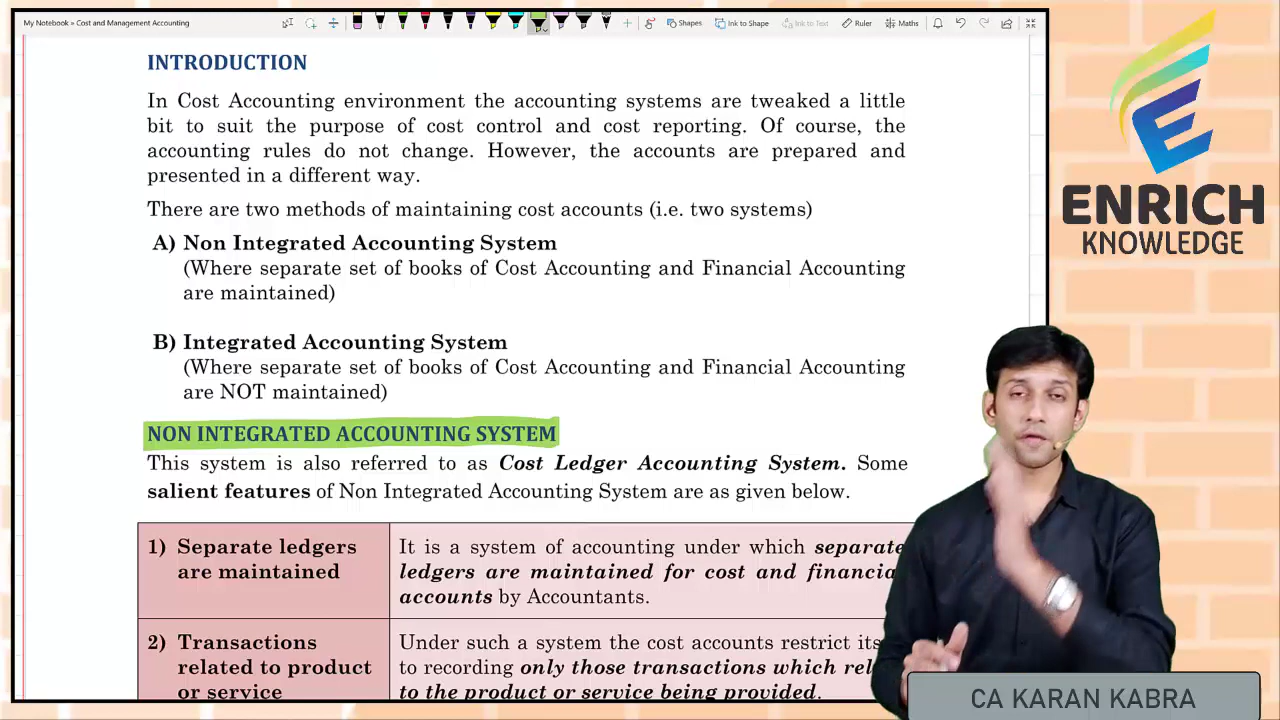 My Notebook » Cost and Management Accounting
Shapes
Ink to Shape
Ink to Text
Ruler
Maths
INTRODUCTION
In Cost Accounting environment the accounting systems are tweaked a little
bit to suit the purpose of cost control and cost reporting. Of course, the
accounting rules do not change. However, the accounts are prepared and
presented in a different way.
There are two methods of maintaining cost accounts (i.e. two systems)
A) Non Integrated Accounting System
(Where separate set of books of Cost Accounting and Financial Accounting
are maintained)
B) Integrated Accounting System
(Where separate set of books of Cost Accounting and Financial Accounting
are NOT maintained)
NON INTEGRATED ACCOUNTING SYSTEM
This system is also referred to as Cost Ledger Accounting System. Some
salient features of Non Integrated Accounting System are as given below.
1) Separate ledgers
are maintained
It is a system of accounting under which separate
ledgers are maintained for cost and financia
accounts by Accountants.
2) Transactions
related to product
or service
Under such a system the cost accounts restrict its
to recording only those transactions which rel
to the product or service being provided.
ENRICH
KNOWLEDGE
CA KARAN KABRA